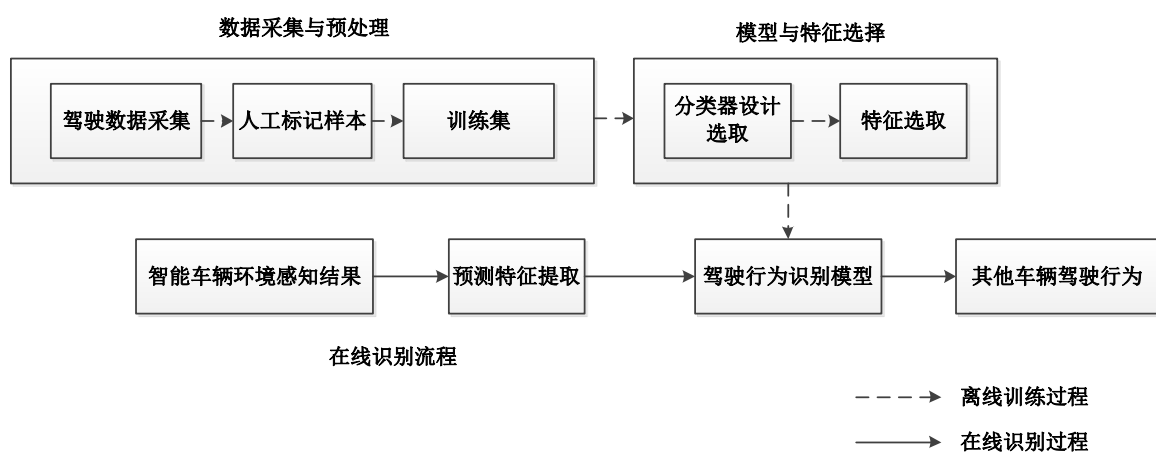 数据采集与预处理
模型与特征选择
驾驶数据采集
人工标记样本
训练集
分类器设计
选取
特征选取
智能车辆环境感知结果
预测特征提取
驾驶行为识别模型
其他车辆驾驶行为
在线识别流程
离线训练过程
在线识别过程